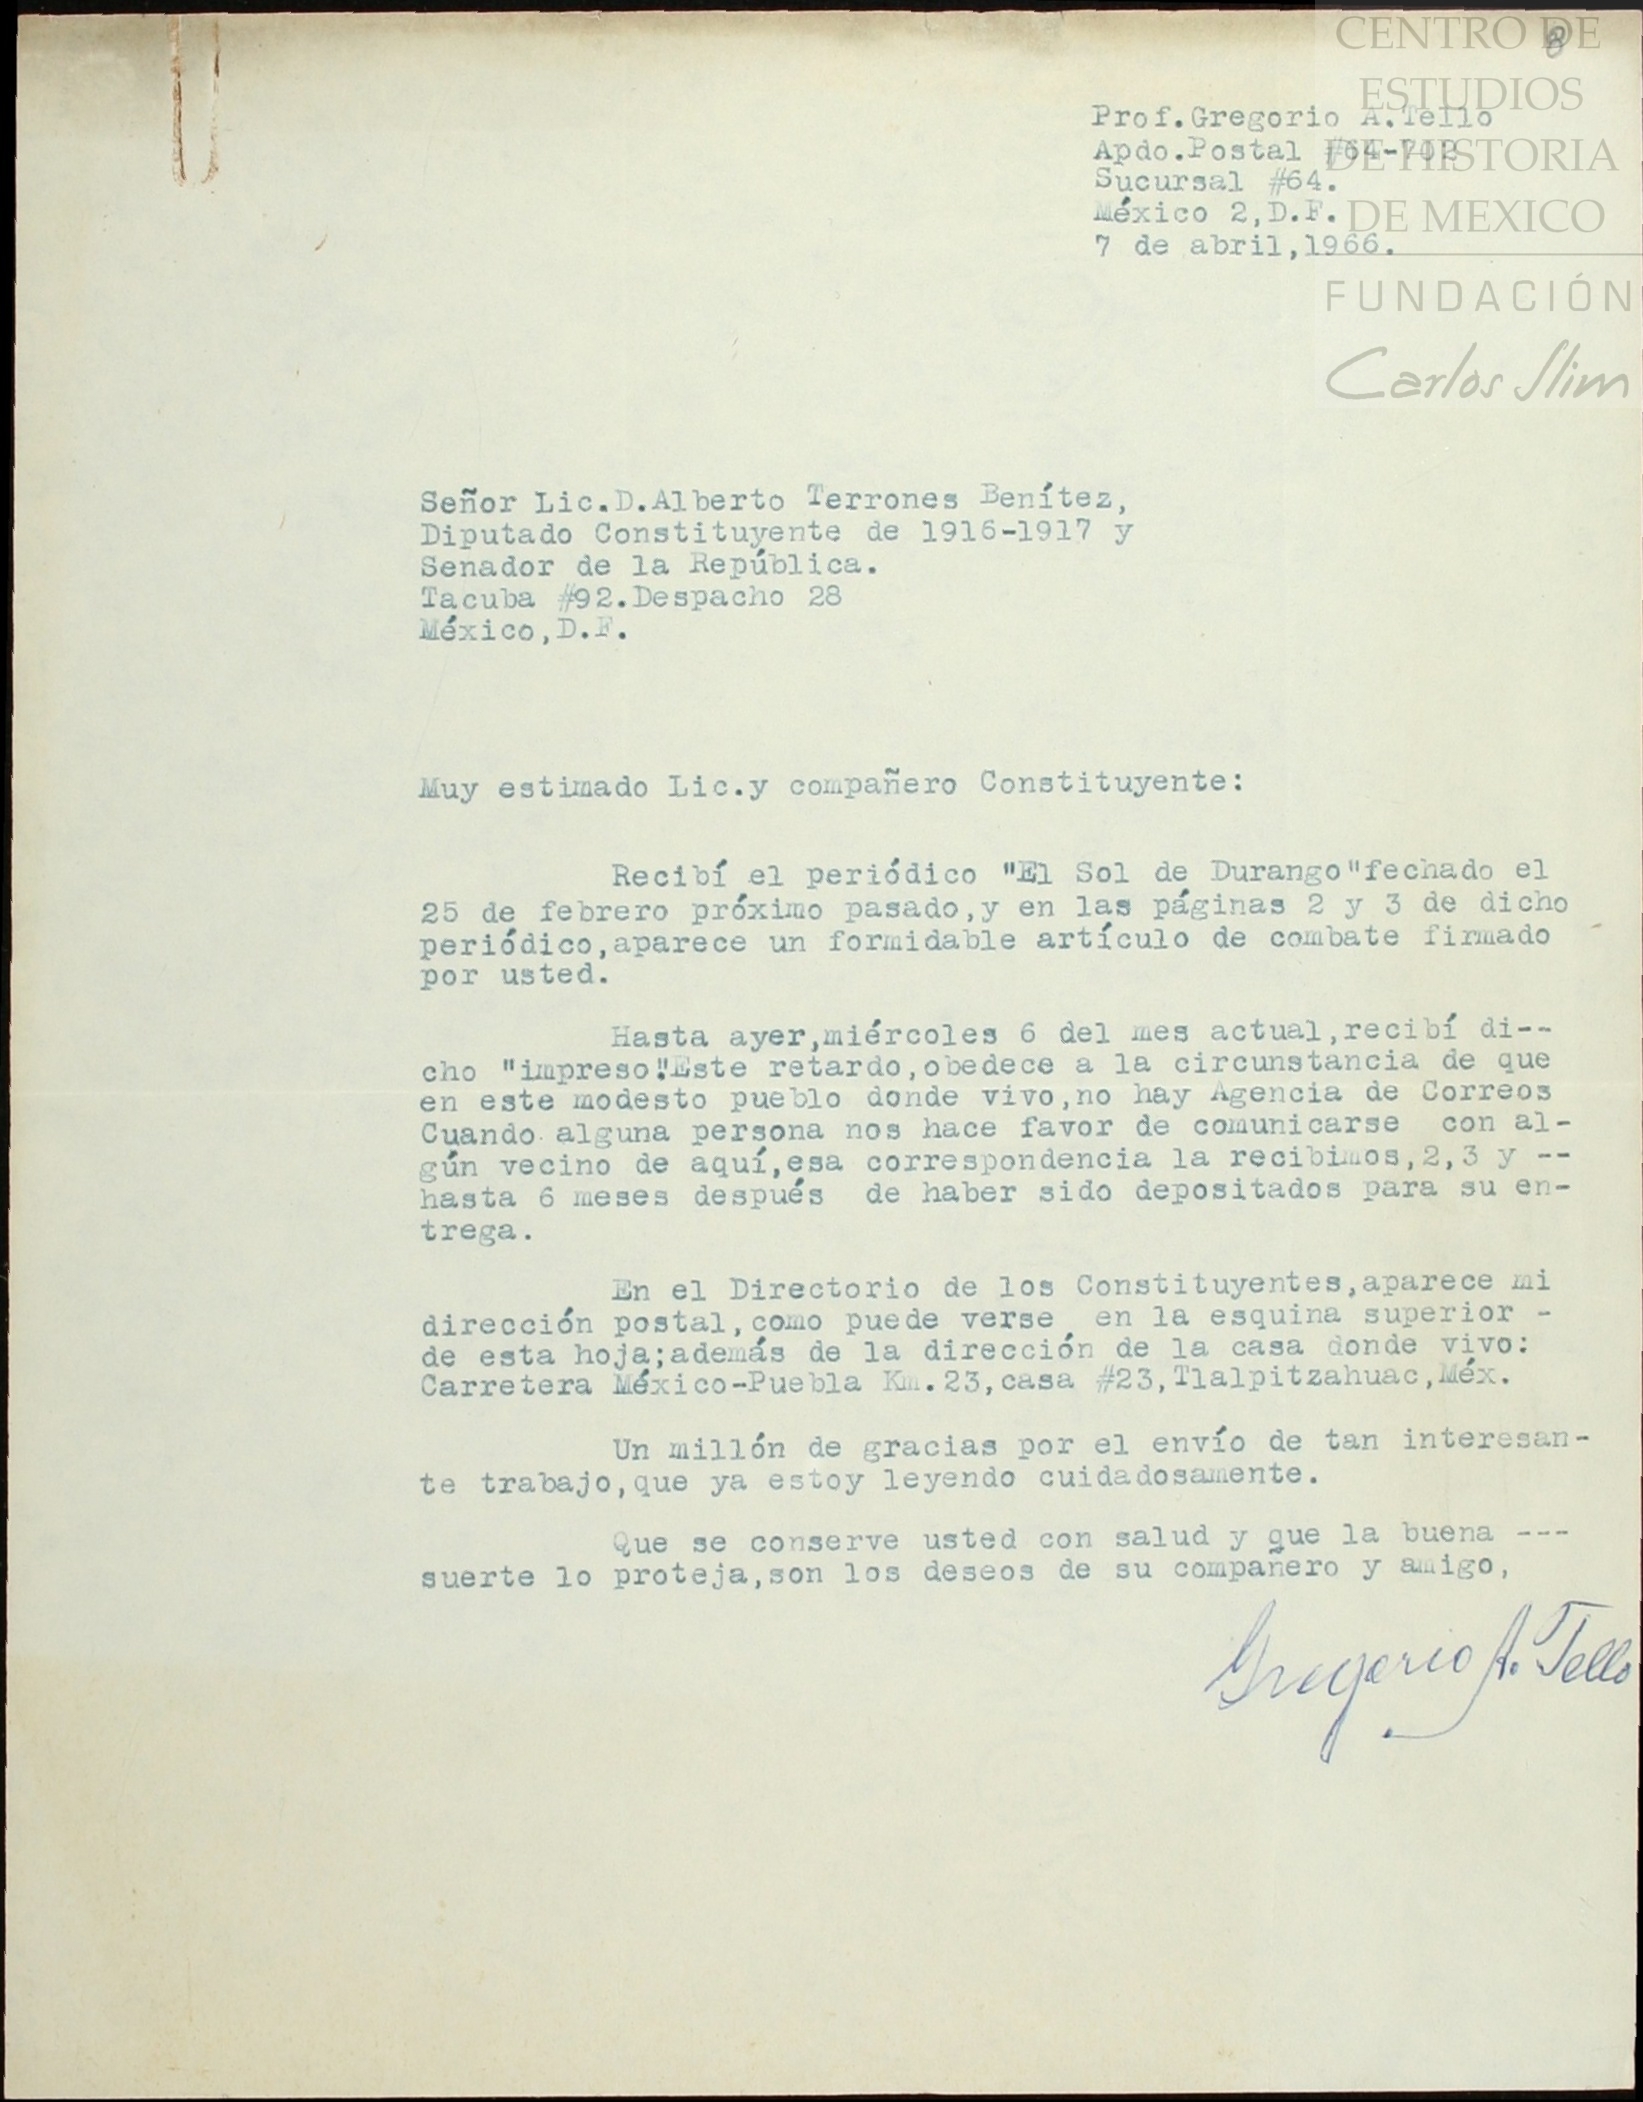 8
CENTRO DE
ESTUDIOS
DE HISTORIA
DE MEXICO
FUNDACIÓN
Carlos Slim
Prof.Gregorio A.Tello
Apdo.Postal #64-702
Sucursal #64.
México 2,D.F.
7 de abril,1966.
Señor Lic.D.Alberto Terrones Benítez,
Diputado Constituyente de 1916-1917 y
Senador de la República.
Tacuba #92.Despacho 28
México,D.F.
Muy estimado Lic.y compañero Constituyente:
Recibí el periódico "El Sol de Durango"fechado el
25 de febrero próximo pasado,y en las páginas 2 y 3 de dicho
periódico,aparece un formidable artículo de combate firmado
por usted.
Hasta ayer,miércoles 6 del mes actual,recibí di--
cho "impreso".Este retardo,obedece a la circunstancia de que
en este modesto pueblo donde vivo,no hay Agencia de Correos
Cuando alguna persona nos hace favor de comunicarse con al-
gún vecino de aquí,esa correspondencia la recibimos,2,3 y --
hasta 6 meses después de haber sido depositados para su en-
trega.
En el Directorio de los Constituyentes,aparece mi
dirección postal,como puede verse en la esquina superior -
de esta hoja;además de la dirección de la casa donde vivo:
Carretera México-Puebla Km.23,casa #23,Tlalpitzahuac,Méx.
Un millón de gracias por el envío de tan interesan-
te trabajo,que ya estoy leyendo cuidadosamente.
Que se conserve usted con salud y que la buena ---
suerte lo proteja,son los deseos de su compañero y amigo,
Gregorio A. Tello